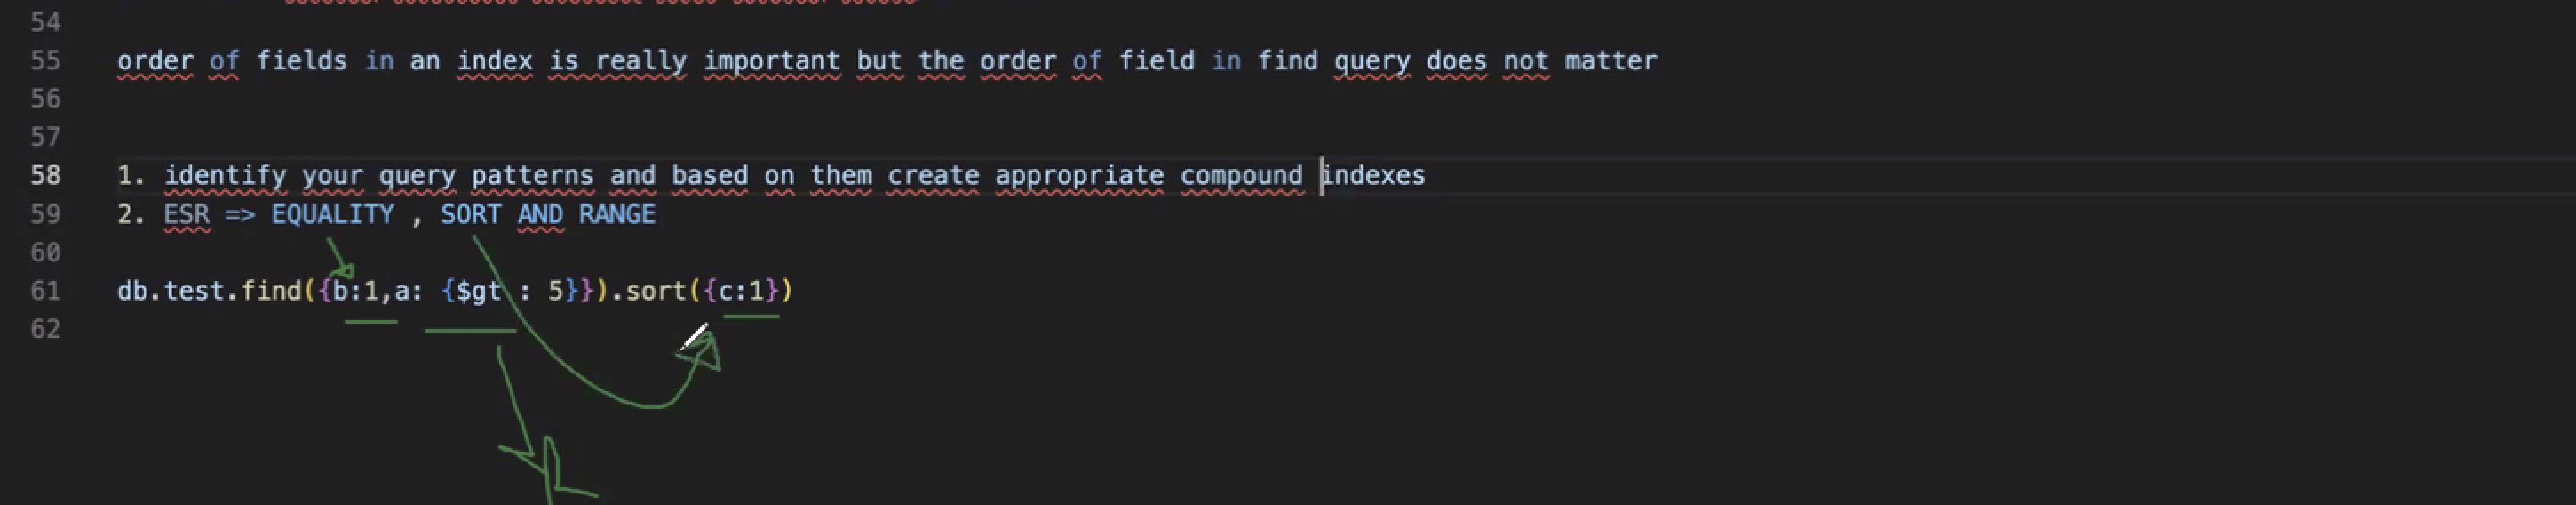 54
55 order of fields in an index is really important but the order of field in find query does not matter
56
57
58 1. identify your query patterns and based on them create appropriate compound indexes
59 2. ESR => EQUALITY , SORT AND RANGE
60
61 db.test.find({b:1,a: {$gt : 5}}).sort({c:1})
62